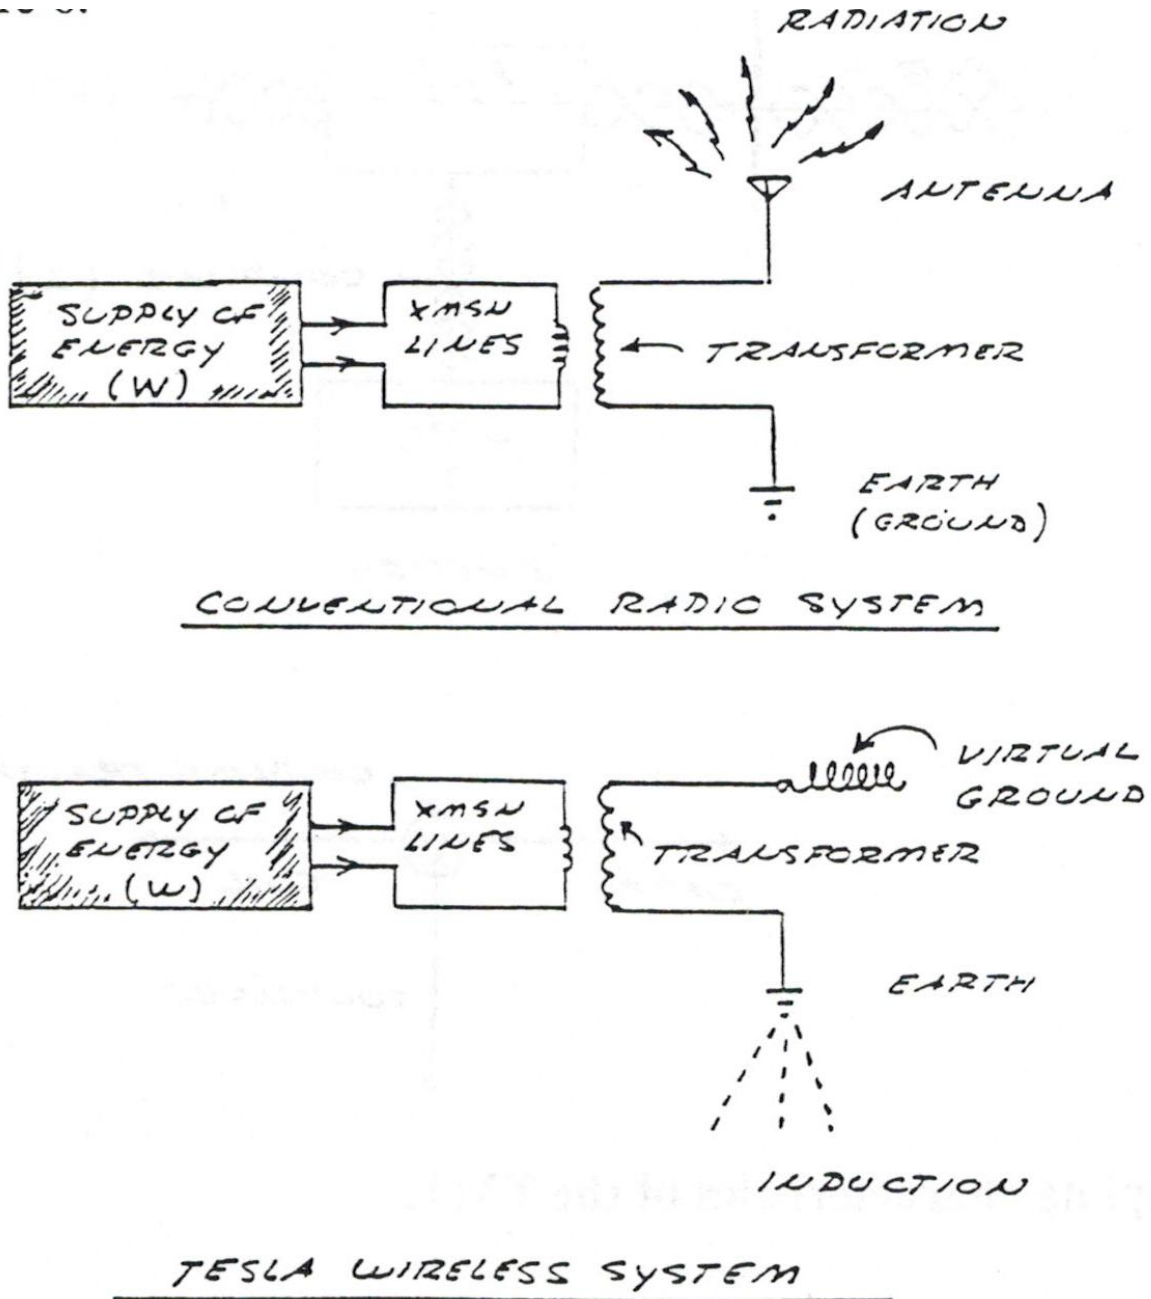 RADIATION
ANTENNA
SUPPLY OF
ENERGY
(W)
XMSN
LINES
TRANSFORMER
EARTH
(GROUND)
CONVENTIONAL RADIO SYSTEM
VIRTUAL
GROUND
SUPPLY OF
ENERGY
(W)
XMSN
LINES
TRANSFORMER
EARTH
INDUCTION
TESLA WIRELESS SYSTEM